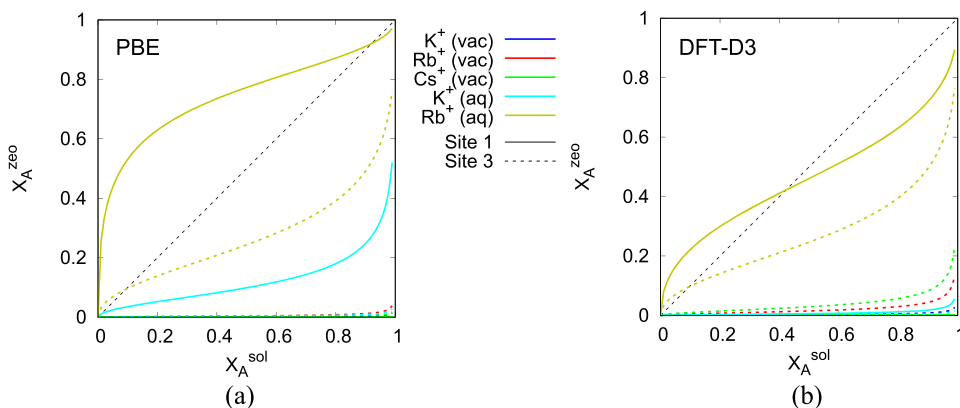 PBE
1
0.8
0.6
0.4
0.2
0
X_A^zeo
0 0.2 0.4 0.6 0.8 1
X_A^sol
(a)
K^+ (vac)
Rb^+ (vac)
Cs^+ (vac)
K^+ (aq)
Rb^+ (aq)
Site 1
Site 3
DFT-D3
1
0.8
0.6
0.4
0.2
0
X_A^zeo
0 0.2 0.4 0.6 0.8 1
X_A^sol
(b)